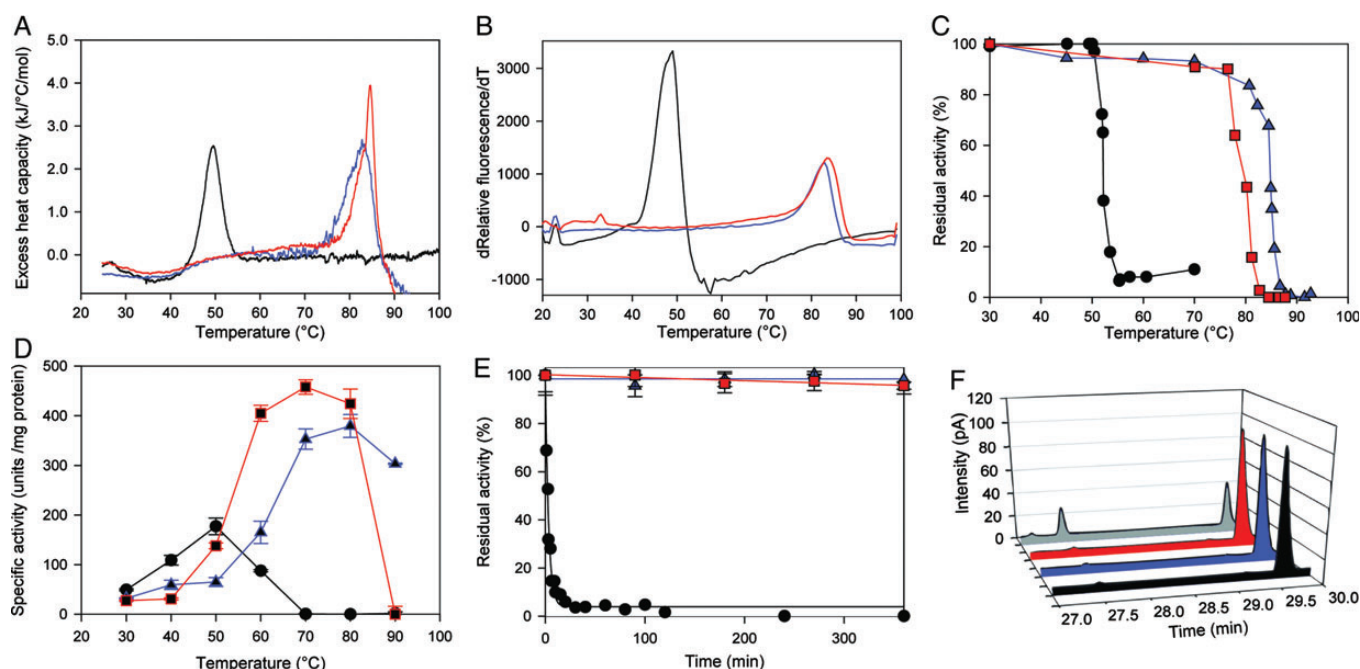 A
Excess heat capacity (kJ/°C/mol)
5.0
4.0
3.0
2.0
1.0
0.0
20 30 40 50 60 70 80 90 100
Temperature (°C)
B
dRelative fluorescence/dT
3000
2000
1000
0
-1000
20 30 40 50 60 70 80 90 100
Temperature (°C)
C
Residual activity (%)
100
80
60
40
20
0
30 40 50 60 70 80 90 100
Temperature (°C)
D
Specific activity (units /mg protein)
500
400
300
200
100
0
20 30 40 50 60 70 80 90 100
Temperature (°C)
E
Residual activity (%)
100
80
60
40
20
0
0 100 200 300
Time (min)
F
Intensity (pA)
120
100
80
60
40
20
0
27.0 27.5 28.0 28.5 29.0 29.5 30.0
Time (min)